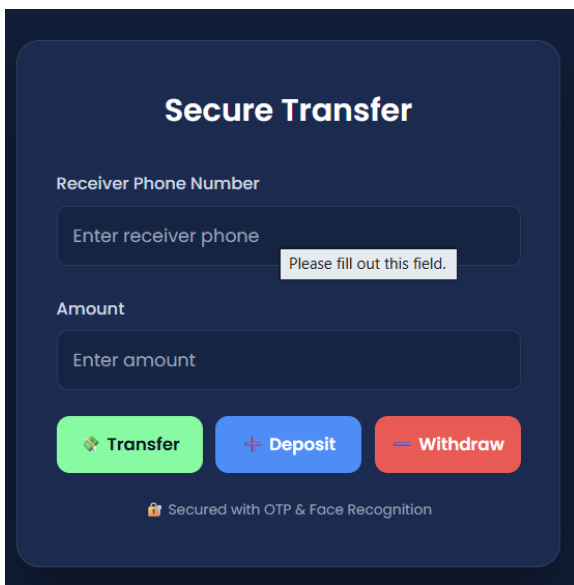 Secure Transfer
Receiver Phone Number
Enter receiver phone
Please fill out this field.
Amount
Enter amount
💸 Transfer
➕ Deposit
➖ Withdraw
🔐 Secured with OTP & Face Recognition